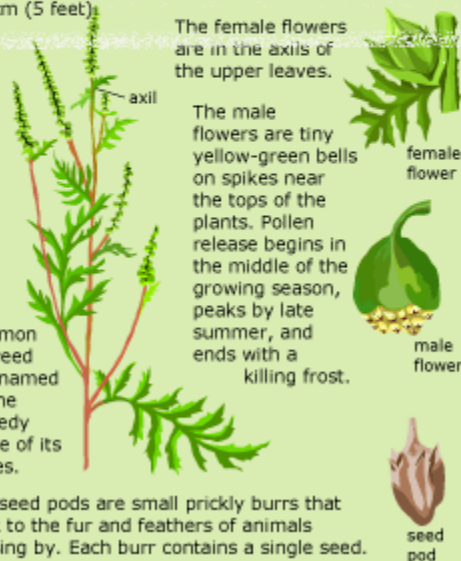 m (5 feet)
The female flowers
are in the axils of
the upper leaves.
axil
female
flower
The male
flowers are tiny
yellow-green bells
on spikes near
the tops of the
plants. Pollen
release begins in
the middle of the
growing season,
peaks by late
summer, and
ends with a
killing frost.
male
flower
mon
eed
named
ne
edy
e of its
es.
seed pods are small prickly burrs that
to the fur and feathers of animals
ing by. Each burr contains a single seed.
seed
pod